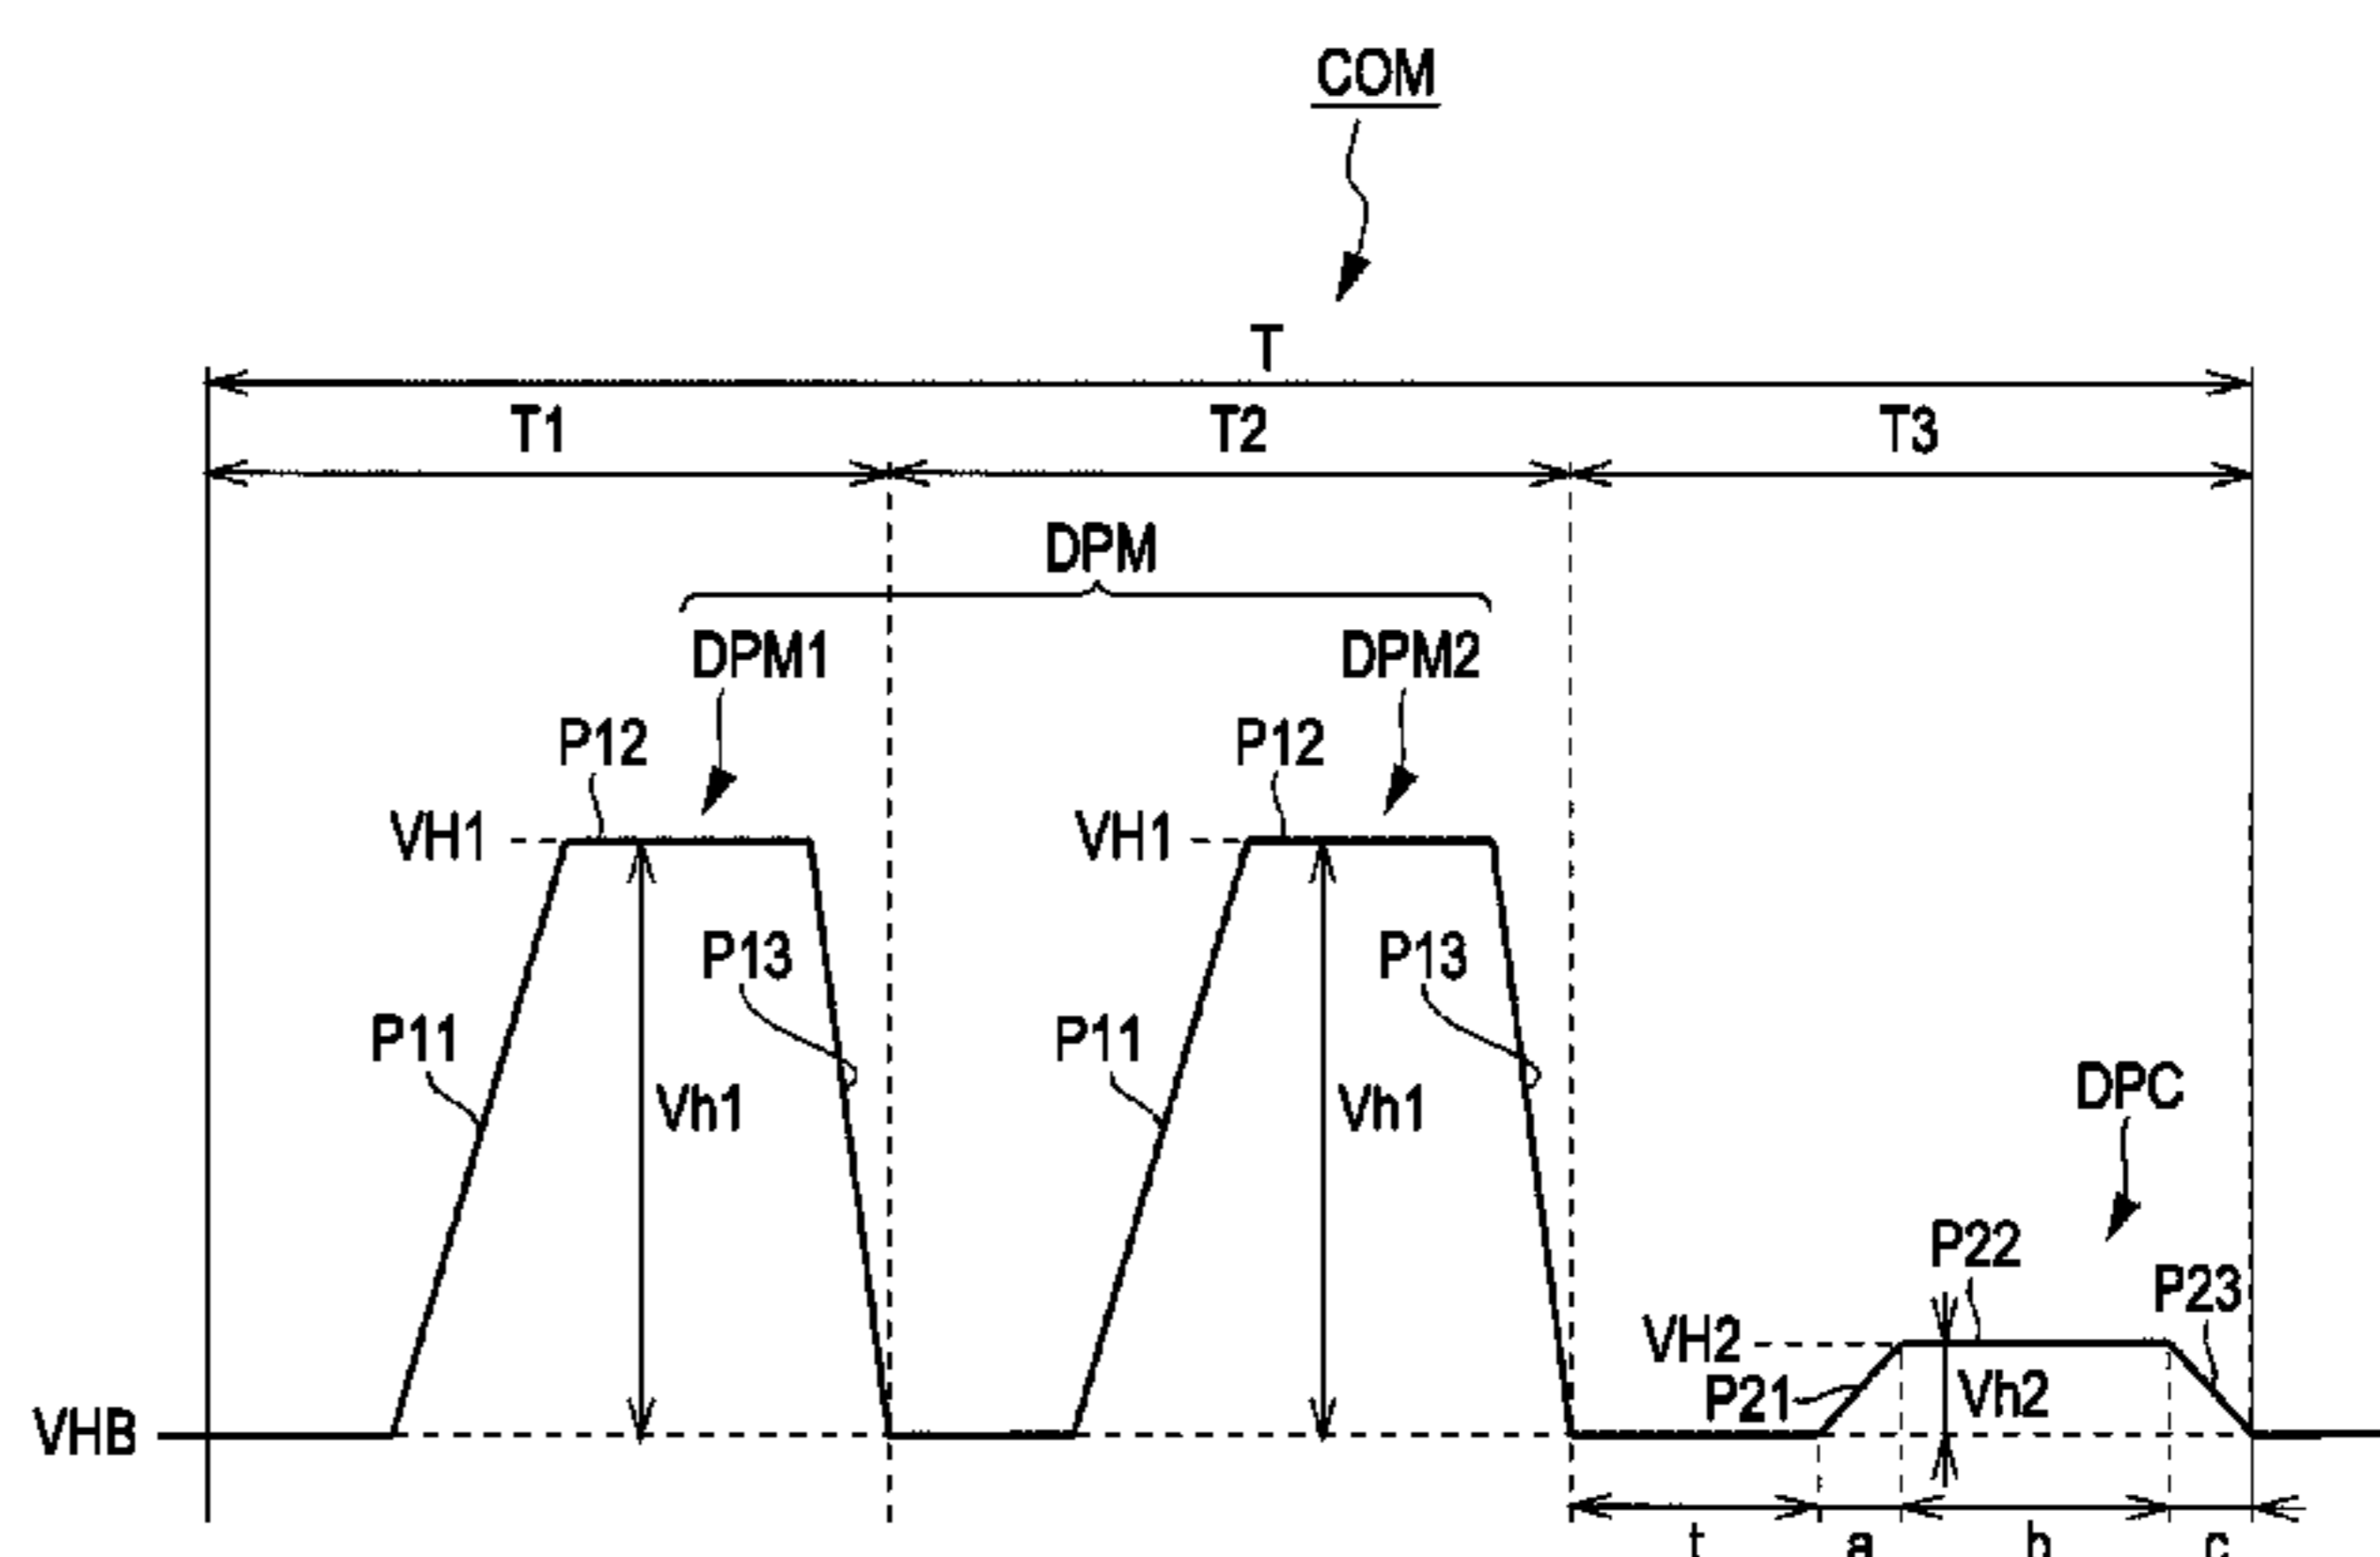 COM
T
T1 T2 T3
DPM
DPM1 DPM2
P12 P12
VH1 VH1
P13 P13
P11 P11
Vh1 Vh1
DPC
P22
P23
VH2
P21 Vh2
VHB
t a b c